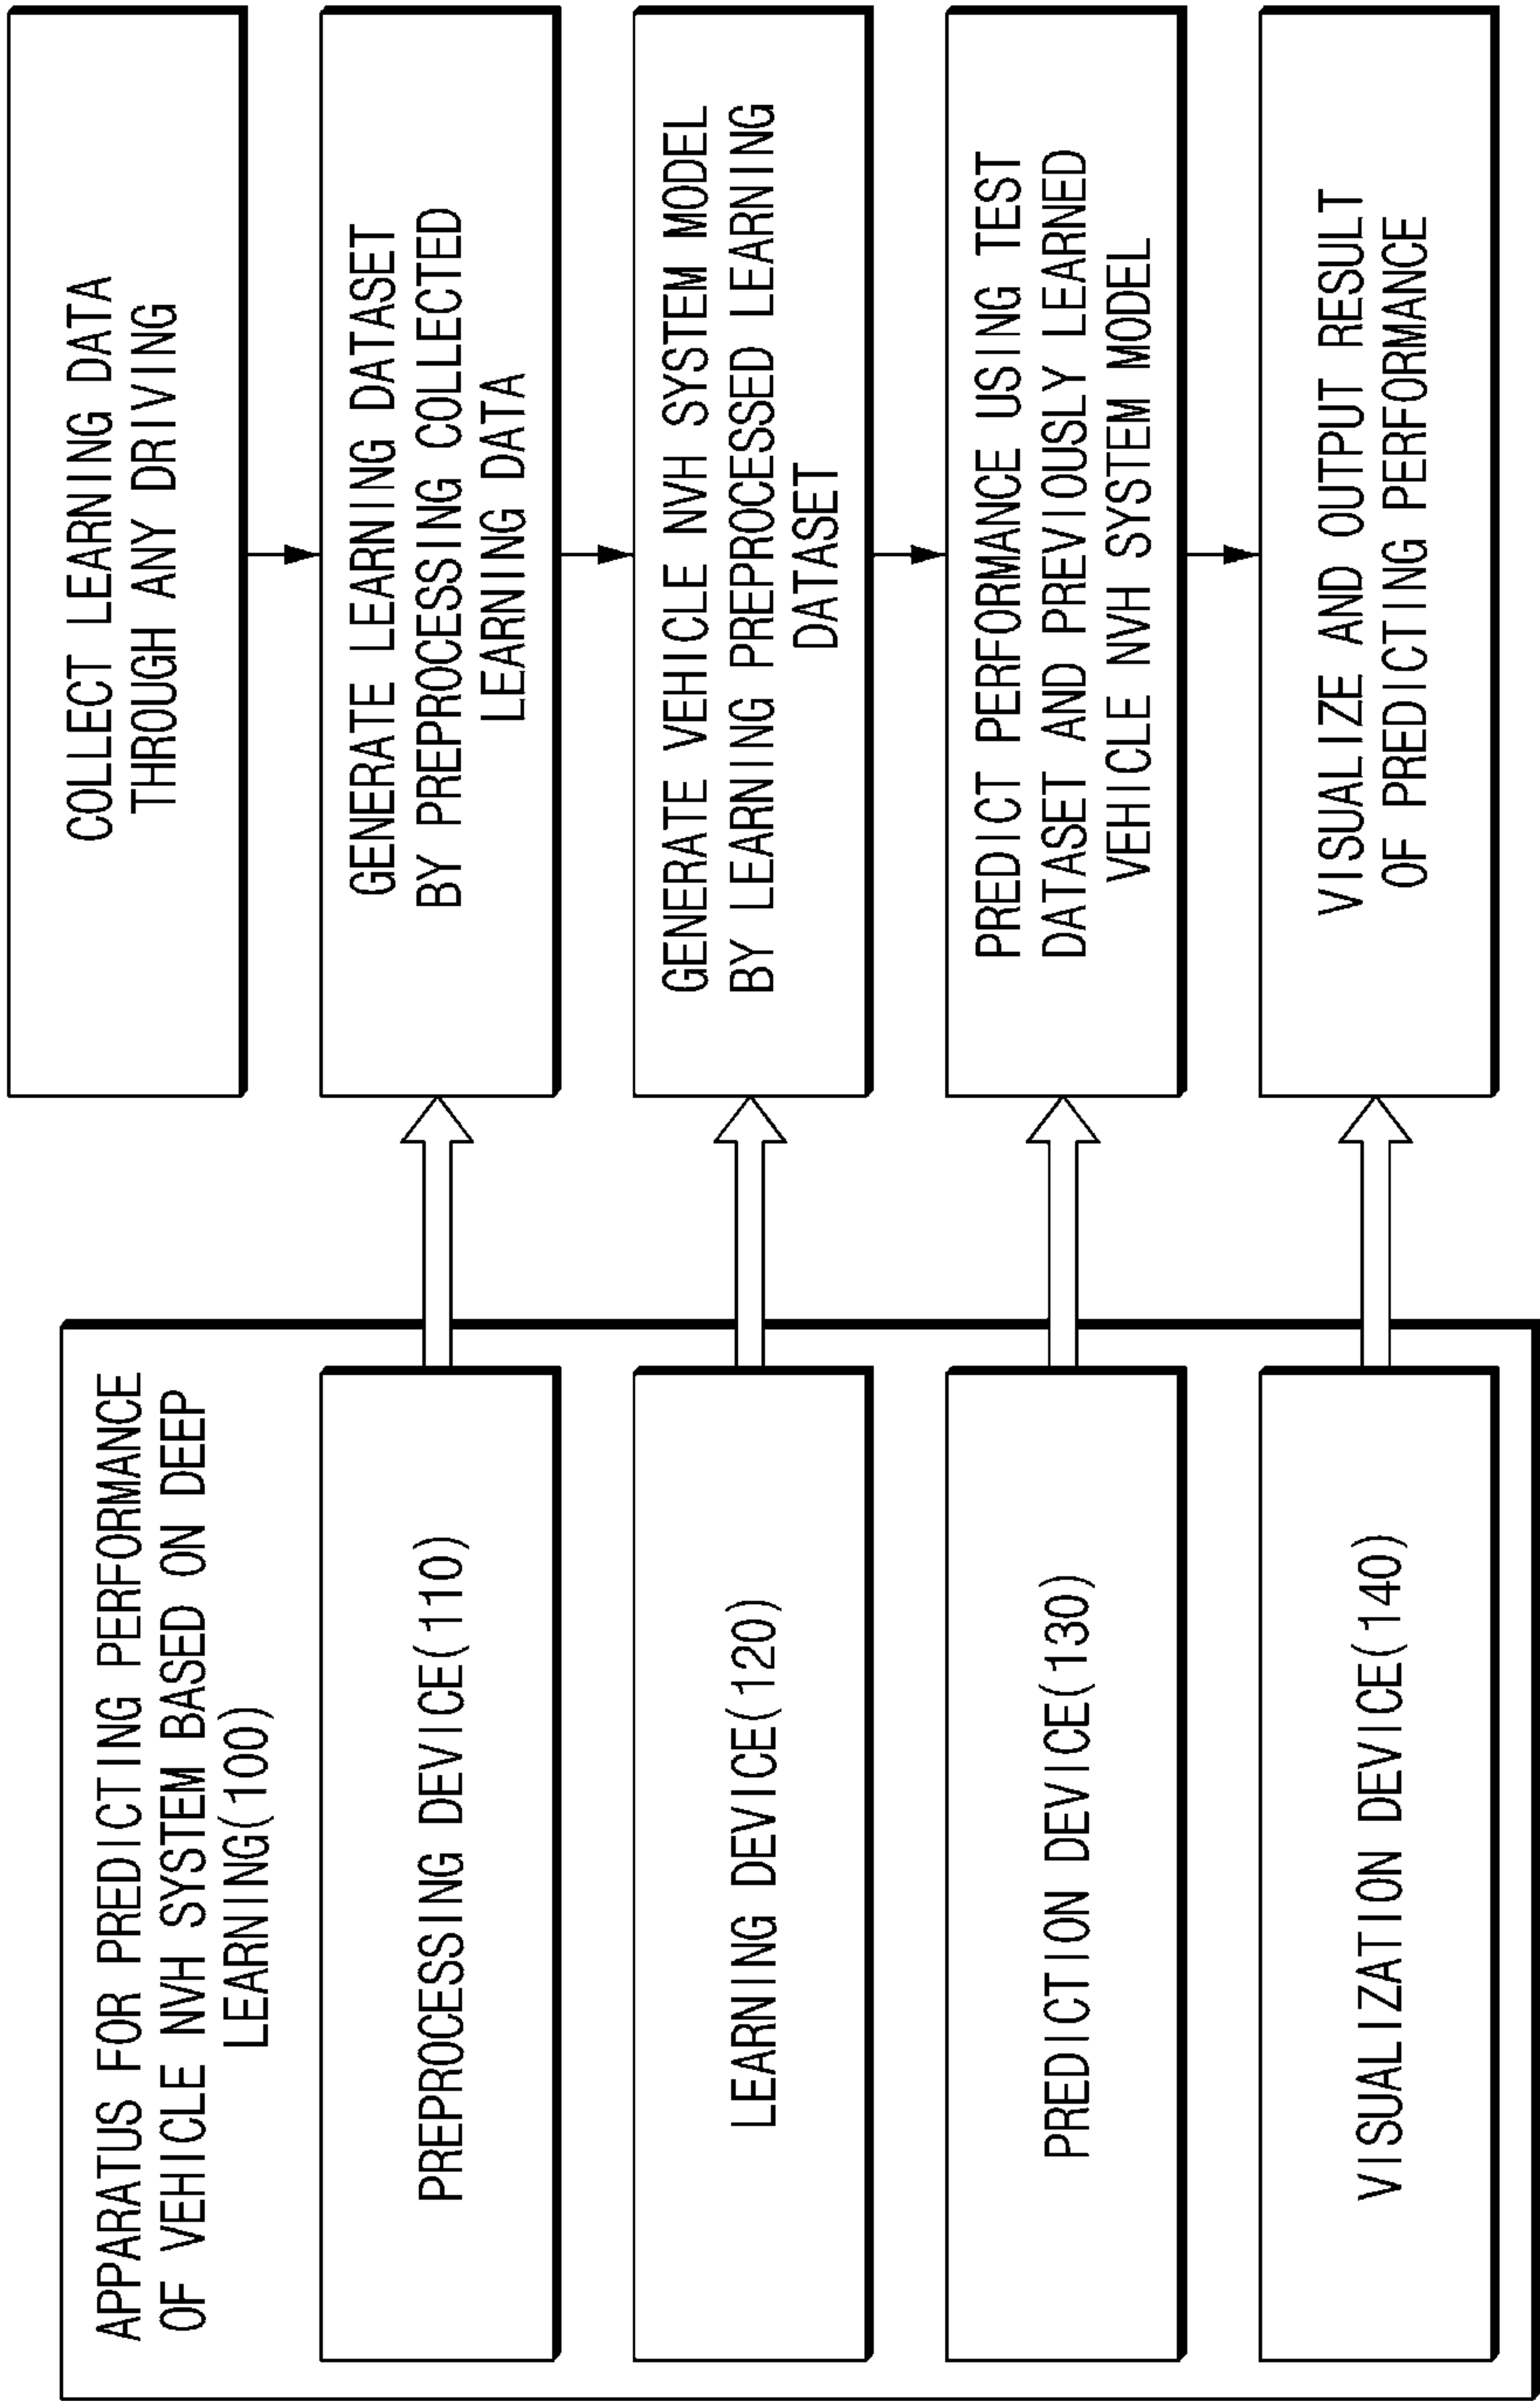 APPARATUS FOR PREDICTING PERFORMANCE
OF VEHICLE NVH SYSTEM BASED ON DEEP
LEARNING(100)
PREPROCESSING DEVICE(110)
LEARNING DEVICE(120)
PREDICTION DEVICE(130)
VISUALIZATION DEVICE(140)
COLLECT LEARNING DATA
THROUGH ANY DRIVING
GENERATE LEARNING DATASET
BY PREPROCESSING COLLECTED
LEARNING DATA
GENERATE VEHICLE NVH SYSTEM MODEL
BY LEARNING PREPROCESSED LEARNING
DATASET
PREDICT PERFORMANCE USING TEST
DATASET AND PREVIOUSLY LEARNED
VEHICLE NVH SYSTEM MODEL
VISUALIZE AND OUTPUT RESULT
OF PREDICTING PERFORMANCE